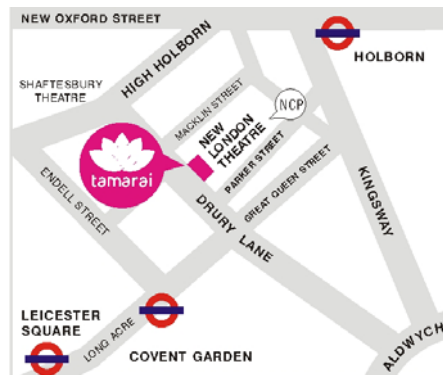 NEW OXFORD STREET
HOLBORN
HIGH HOLBORN
SHAFTESBURY
THEATRE
MACKLIN STREET
NCP
NEW
LONDON
THEATRE
tamarai
PARKER STREET
GREAT QUEEN STREET
KINGSWAY
ENDELL STREET
DRURY LANE
LEICESTER
SQUARE
LONG ACRE
COVENT GARDEN
ALDWYCH